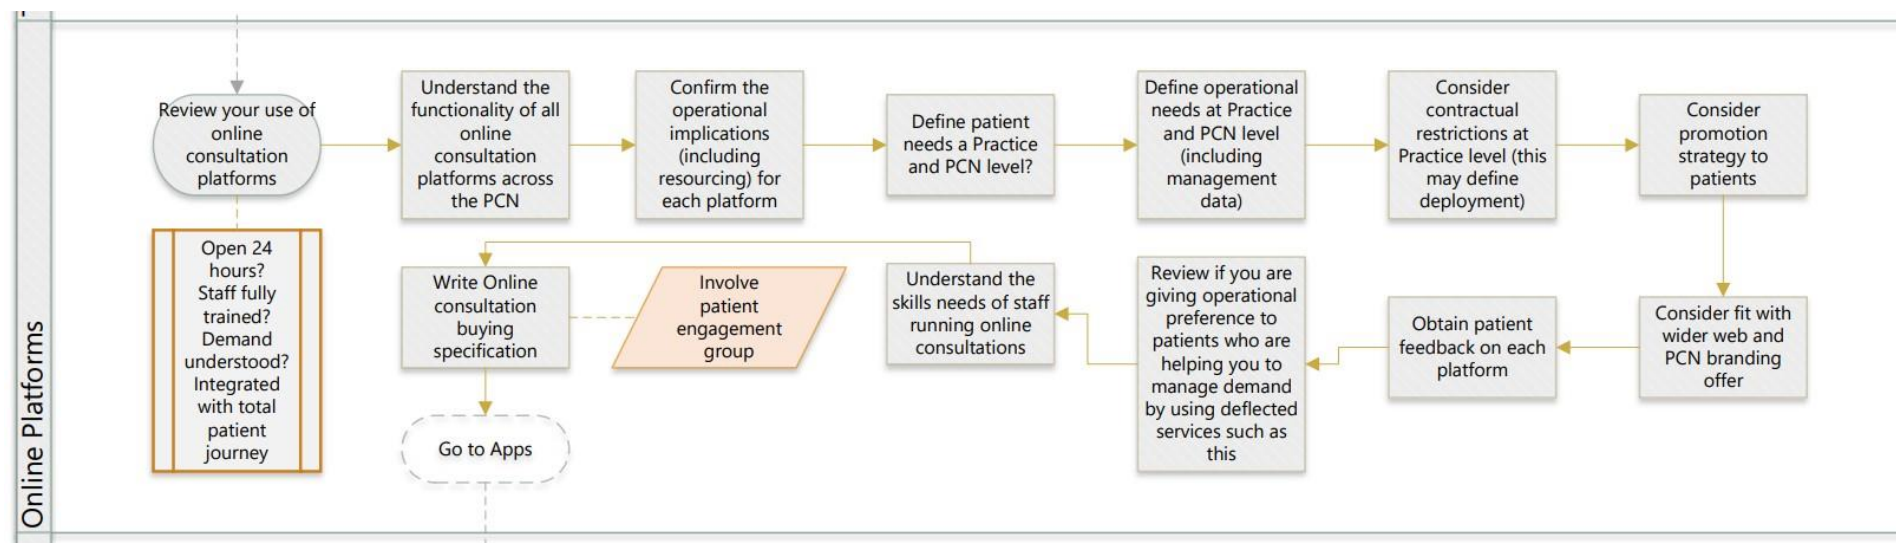 Online Platforms
Review your use of
online
consultation
platforms
Understand the
functionality of all
online
consultation
platforms across
the PCN
Confirm the
operational
implications
(including
resourcing) for
each platform
Define patient
needs a Practice
and PCN level?
Define operational
needs at Practice
and PCN level
(including
management
data)
Consider
contractual
restrictions at
Practice level (this
may define
deployment)
Consider
promotion
strategy to
patients
Consider fit with
wider web and
PCN branding
offer
Obtain patient
feedback on each
platform
Review if you are
giving operational
preference to
patients who are
helping you to
manage demand
by using deflected
services such as
this
Understand the
skills needs of staff
running online
consultations
Write Online
consultation
buying
specification
Involve
patient
engagement
group
Go to Apps
Open 24
hours?
Staff fully
trained?
Demand
understood?
Integrated
with total
patient
journey